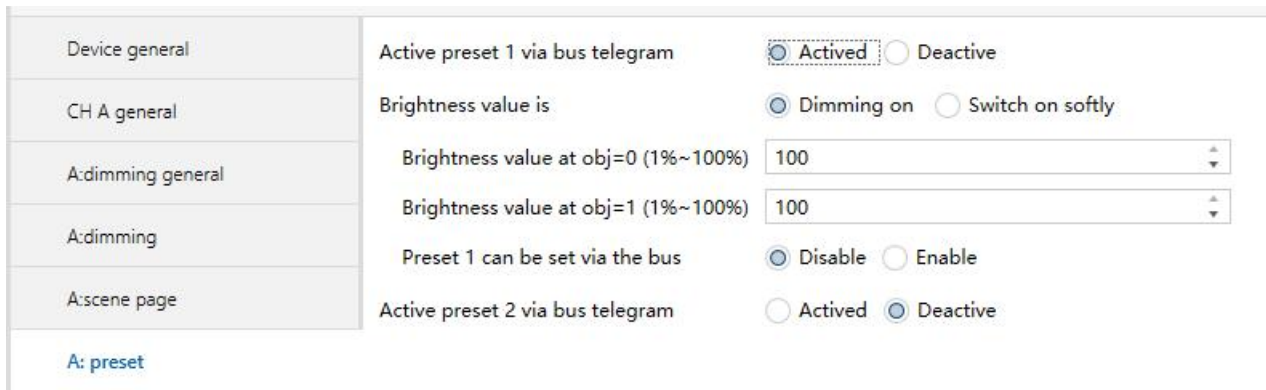 Device general
CH A general
A:dimming general
A:dimming
A:scene page
A: preset
Active preset 1 via bus telegram Actived Deactive
Brightness value is Dimming on Switch on softly
Brightness value at obj=0 (1%~100%) 100
Brightness value at obj=1 (1%~100%) 100
Preset 1 can be set via the bus Disable Enable
Active preset 2 via bus telegram Actived Deactive